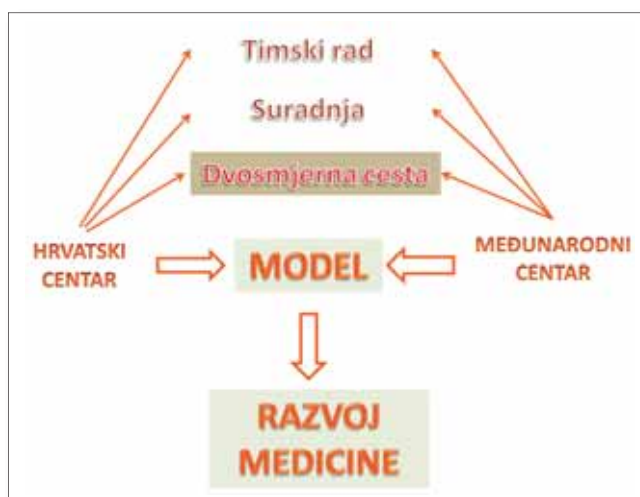 Timski rad
Suradnja
Dvosmjerna cesta
HRVATSKI
CENTAR
MODEL
MEĐUNARODNI
CENTAR
RAZVOJ
MEDICINE